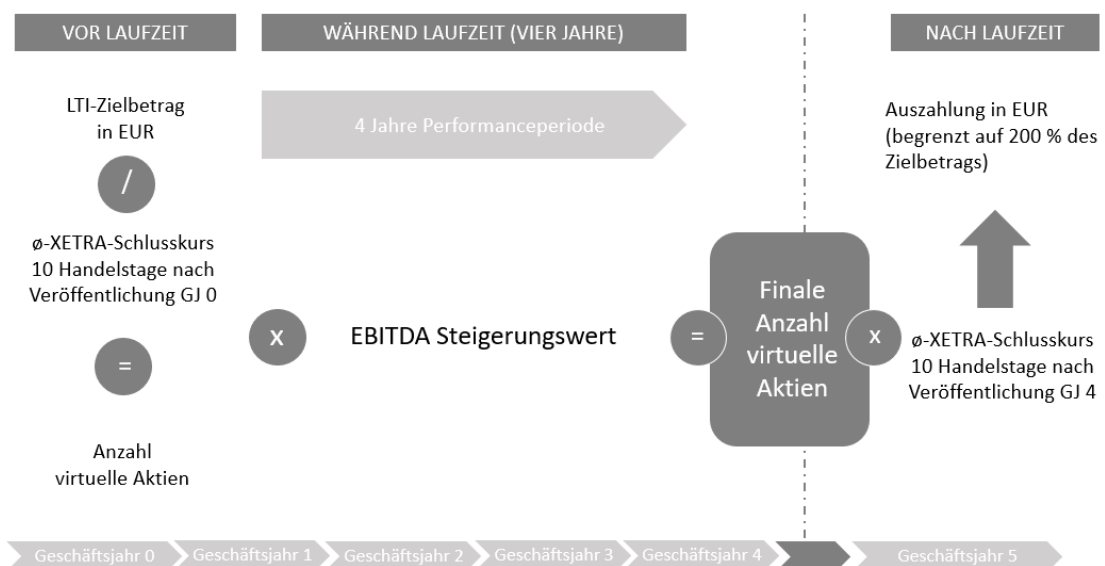 VOR LAUFZEIT
WÄHREND LAUFZEIT (VIER JAHRE)
NACH LAUFZEIT
LTI-Zielbetrag
in EUR
/
ø-XETRA-Schlusskurs
10 Handelstage nach
Veröffentlichung GJ 0
=
Anzahl
virtuelle Aktien
4 Jahre Performanceperiode
x
EBITDA Steigerungswert
=
Finale
Anzahl
virtuelle
Aktien
x
Auszahlung in EUR
(begrenzt auf 200 % des
Zielbetrags)
ø-XETRA-Schlusskurs
10 Handelstage nach
Veröffentlichung GJ 4
Geschäftsjahr 0
Geschäftsjahr 1
Geschäftsjahr 2
Geschäftsjahr 3
Geschäftsjahr 4
Geschäftsjahr 5